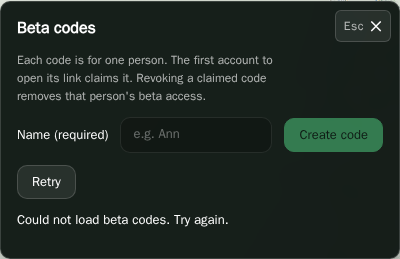 Beta codes
Esc ✕
Each code is for one person. The first account to
open its link claims it. Revoking a claimed code
removes that person's beta access.
Name (required)
e.g. Ann
Create code
Retry
Could not load beta codes. Try again.